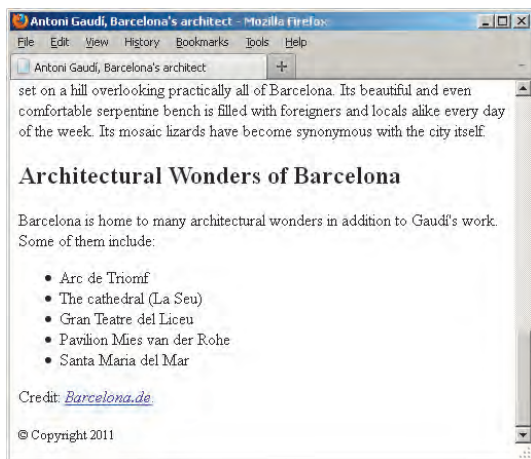 Antoni Gaudí, Barcelona's architect - Mozilla Firefox
File Edit View History Bookmarks Tools Help
Antoni Gaudí, Barcelona's architect
set on a hill overlooking practically all of Barcelona. Its beautiful and even
comfortable serpentine bench is filled with foreigners and locals alike every day
of the week. Its mosaic lizards have become synonymous with the city itself.
Architectural Wonders of Barcelona
Barcelona is home to many architectural wonders in addition to Gaudí's work.
Some of them include:
• Arc de Triomf
• The cathedral (La Seu)
• Gran Teatre del Liceu
• Pavilion Mies van der Rohe
• Santa Maria del Mar
Credit: Barcelona.de
© Copyright 2011